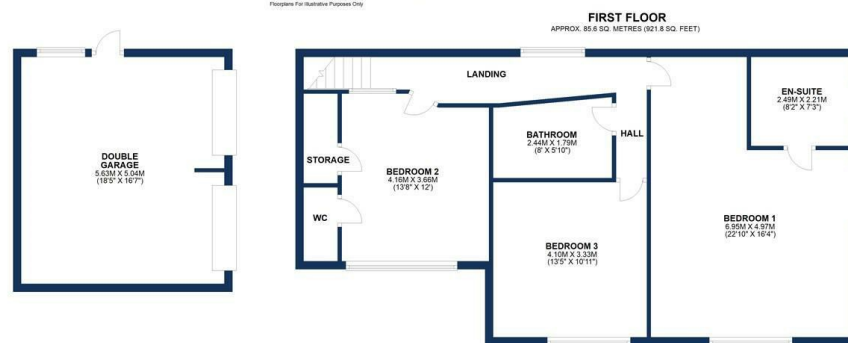 Floorplans For Illustrative Purposes Only
FIRST FLOOR
APPROX. 85.6 SQ. METRES (921.8 SQ. FEET)
LANDING
EN-SUITE
2.49M X 2.21M
(8'2" X 7'3")
BATHROOM
2.44M X 1.79M
(8' X 5'10")
HALL
DOUBLE
GARAGE
5.63M X 5.04M
(18'5" X 16'7")
STORAGE
BEDROOM 2
4.16M X 3.66M
(13'8" X 12')
WC
BEDROOM 1
6.95M X 4.97M
(22'10" X 16'4")
BEDROOM 3
4.10M X 3.33M
(13'5" X 10'11")